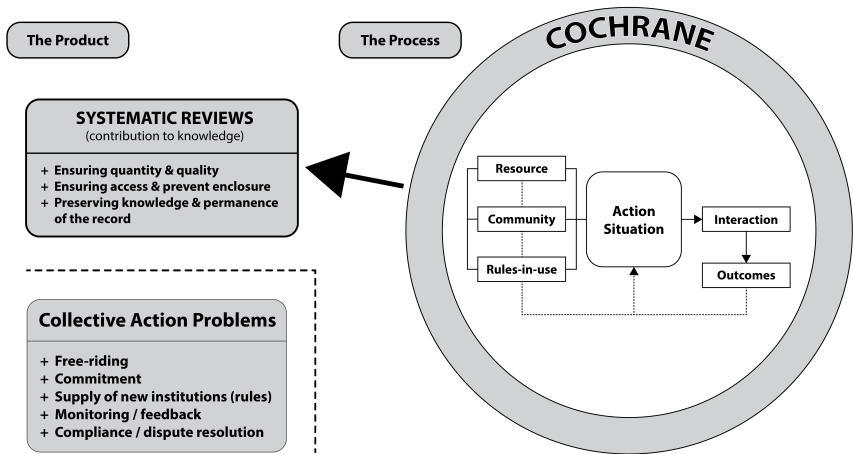 The Product
The Process
COCHRANE
SYSTEMATIC REVIEWS
(contribution to knowledge)
+ Ensuring quantity & quality
+ Ensuring access & prevent enclosure
+ Preserving knowledge & permanence
of the record
Resource
Community
Rules-in-use
Action
Situation
Interaction
Outcomes
Collective Action Problems
+ Free-riding
+ Commitment
+ Supply of new institutions (rules)
+ Monitoring / feedback
+ Compliance / dispute resolution